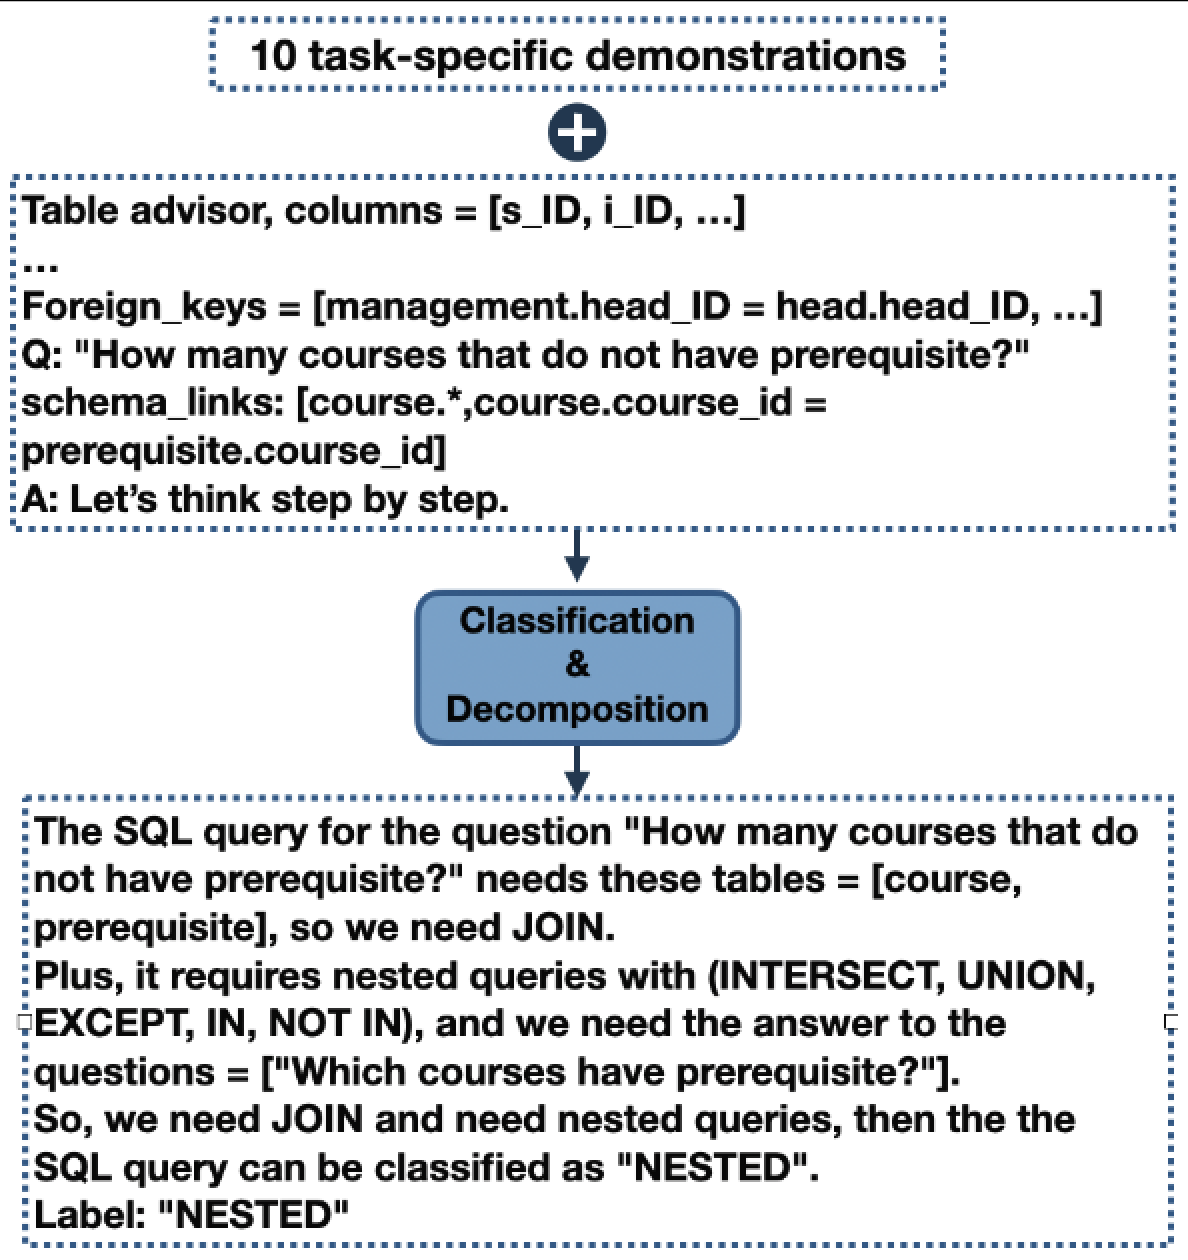 10 task-specific demonstrations
Table advisor, columns = [s_ID, i_ID, ...]
...
Foreign_keys = [management.head_ID = head.head_ID, ...]
Q: "How many courses that do not have prerequisite?"
schema_links: [course.*,course.course_id =
prerequisite.course_id]
A: Let’s think step by step.
Classification
&
Decomposition
The SQL query for the question "How many courses that do
not have prerequisite?" needs these tables = [course,
prerequisite], so we need JOIN.
Plus, it requires nested queries with (INTERSECT, UNION,
EXCEPT, IN, NOT IN), and we need the answer to the
questions = ["Which courses have prerequisite?"].
So, we need JOIN and need nested queries, then the the
SQL query can be classified as "NESTED".
Label: "NESTED"